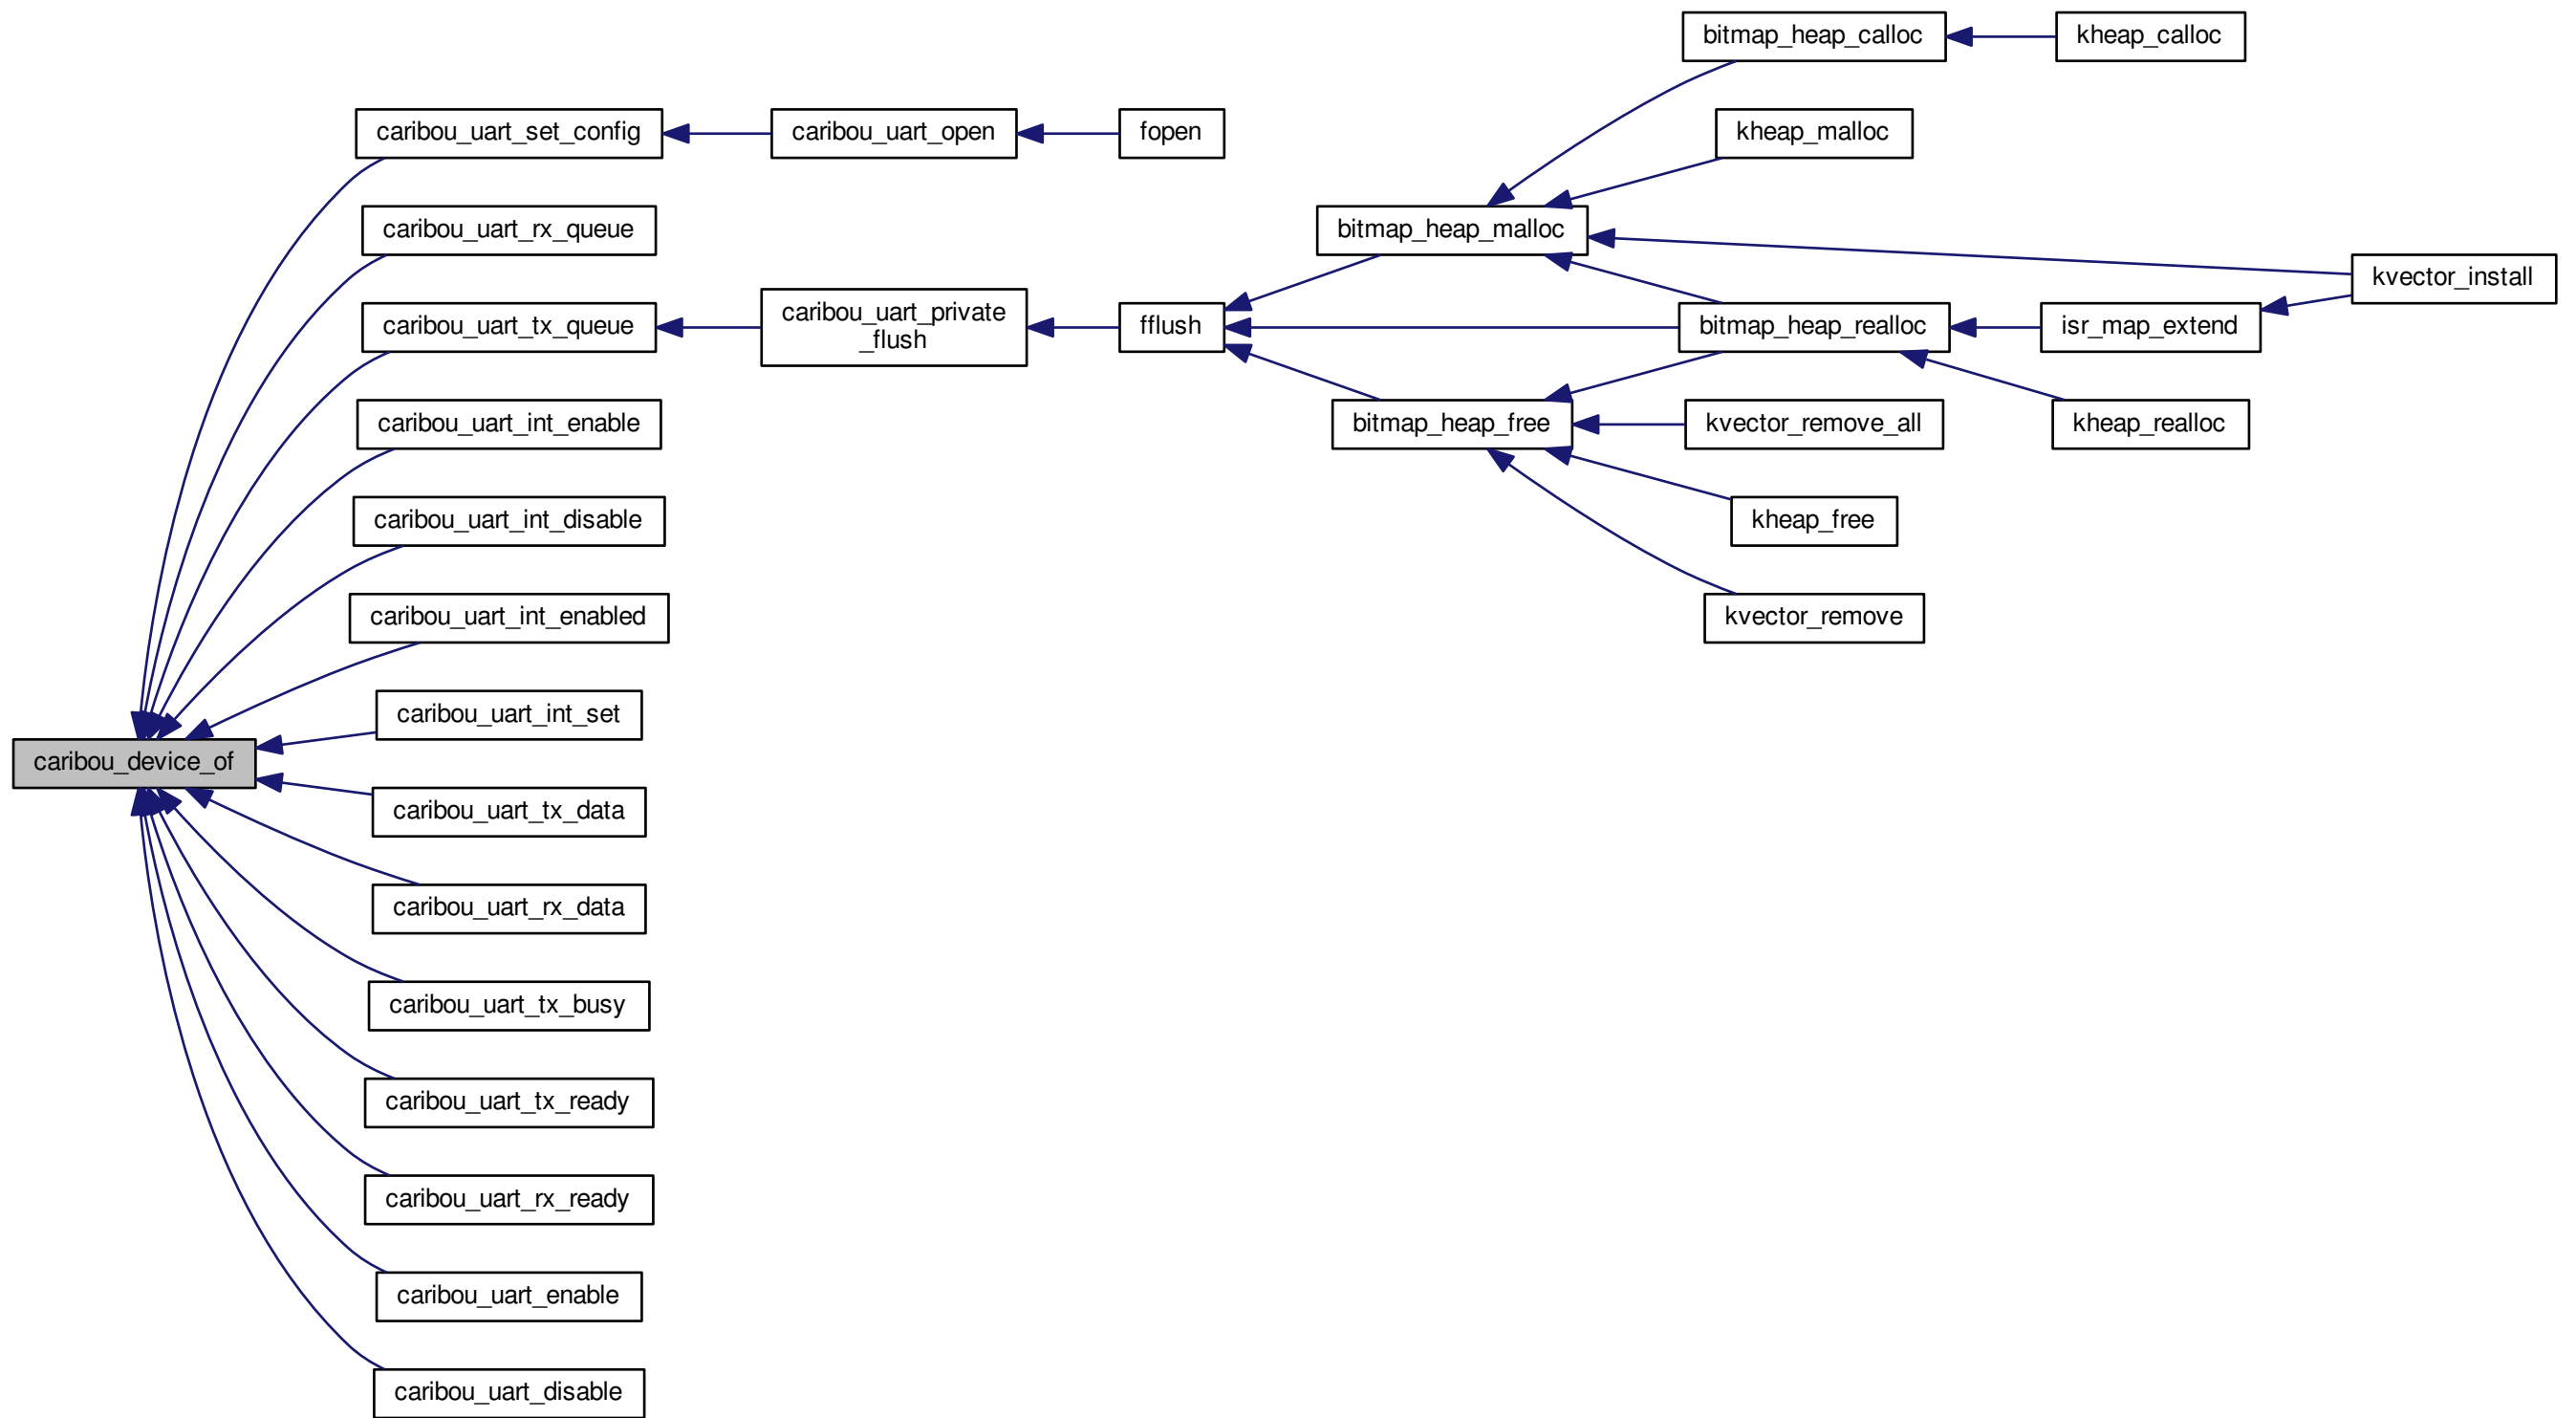 bitmap_heap_calloc
kheap_calloc
caribou_uart_set_config
caribou_uart_open
fopen
kheap_malloc
caribou_uart_rx_queue
bitmap_heap_malloc
kvector_install
caribou_uart_tx_queue
caribou_uart_private
_flush
fflush
bitmap_heap_realloc
isr_map_extend
caribou_uart_int_enable
bitmap_heap_free
kvector_remove_all
kheap_realloc
caribou_uart_int_disable
kheap_free
caribou_uart_int_enabled
kvector_remove
caribou_uart_int_set
caribou_device_of
caribou_uart_tx_data
caribou_uart_rx_data
caribou_uart_tx_busy
caribou_uart_tx_ready
caribou_uart_rx_ready
caribou_uart_enable
caribou_uart_disable